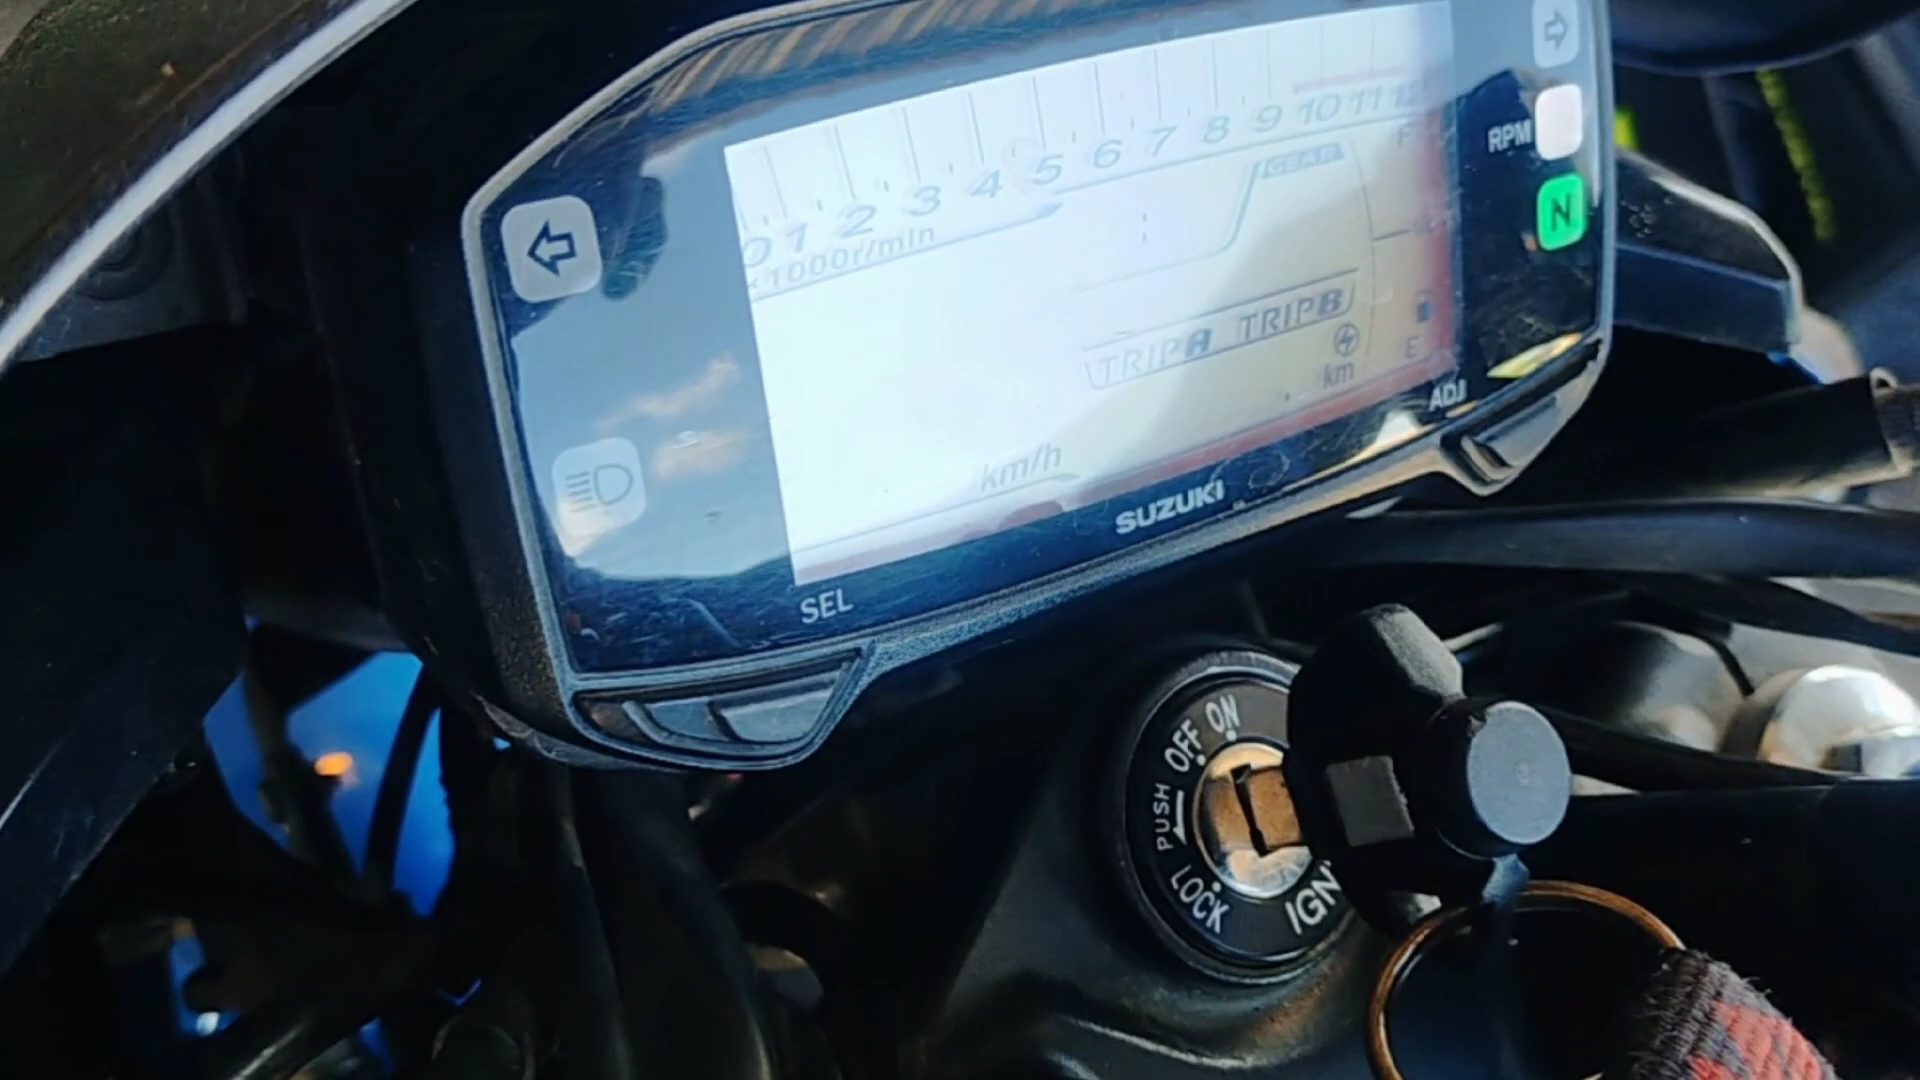 0 1 2 3 4 5 6 7 8 9 10 11 12
×1000r/min
GEAR
F
RPM
N
TRIP A TRIP B
E
km
km/h
ADJ
SUZUKI
SEL
OFF ON
PUSH
LOCK
IGN